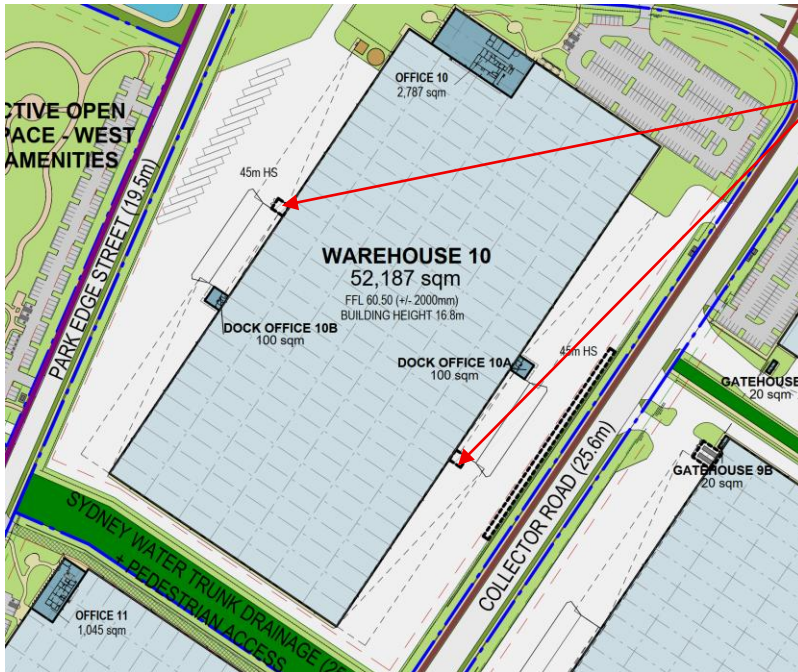 OFFICE 10
2,787 sqm
CTIVE OPEN
PACE - WEST
AMENITIES
45m HS
PARK EDGE STREET (19.5m)
WAREHOUSE 10
52,187 sqm
FFL 60.50 (+/- 2000mm)
BUILDING HEIGHT 16.8m
DOCK OFFICE 10B
100 sqm
DOCK OFFICE 10A
100 sqm
45m HS
GATEHOUSE
20 sqm
COLLECTOR ROAD (25.6m)
GATEHOUSE 9B
20 sqm
SYDNEY WATER TRUNK DRAINAGE (25
+ PEDESTRIAN ACCESS
OFFICE 11
1,045 sqm